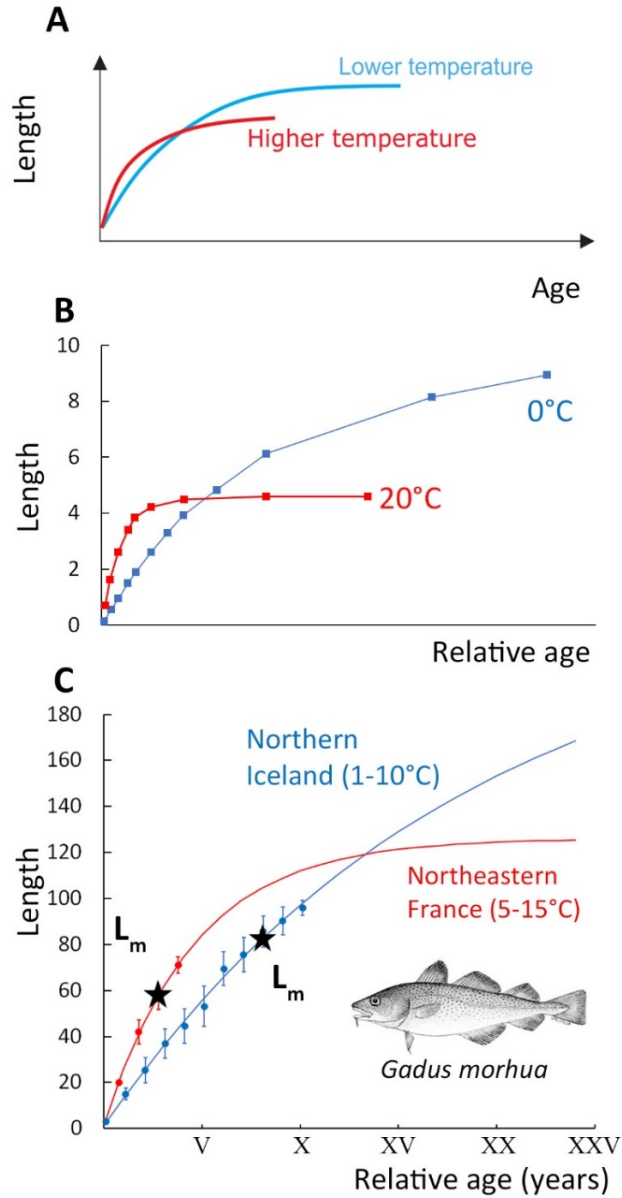 A
Length
Lower temperature
Higher temperature
Age
B
Length
10
8
6
4
2
0
0°C
20°C
Relative age
C
Length
180
160
140
120
100
80
60
40
20
0
Northern
Iceland (1-10°C)
Northeastern
France (5-15°C)
Lm
Lm
Gadus morhua
V
X
XV
XX
XXV
Relative age (years)